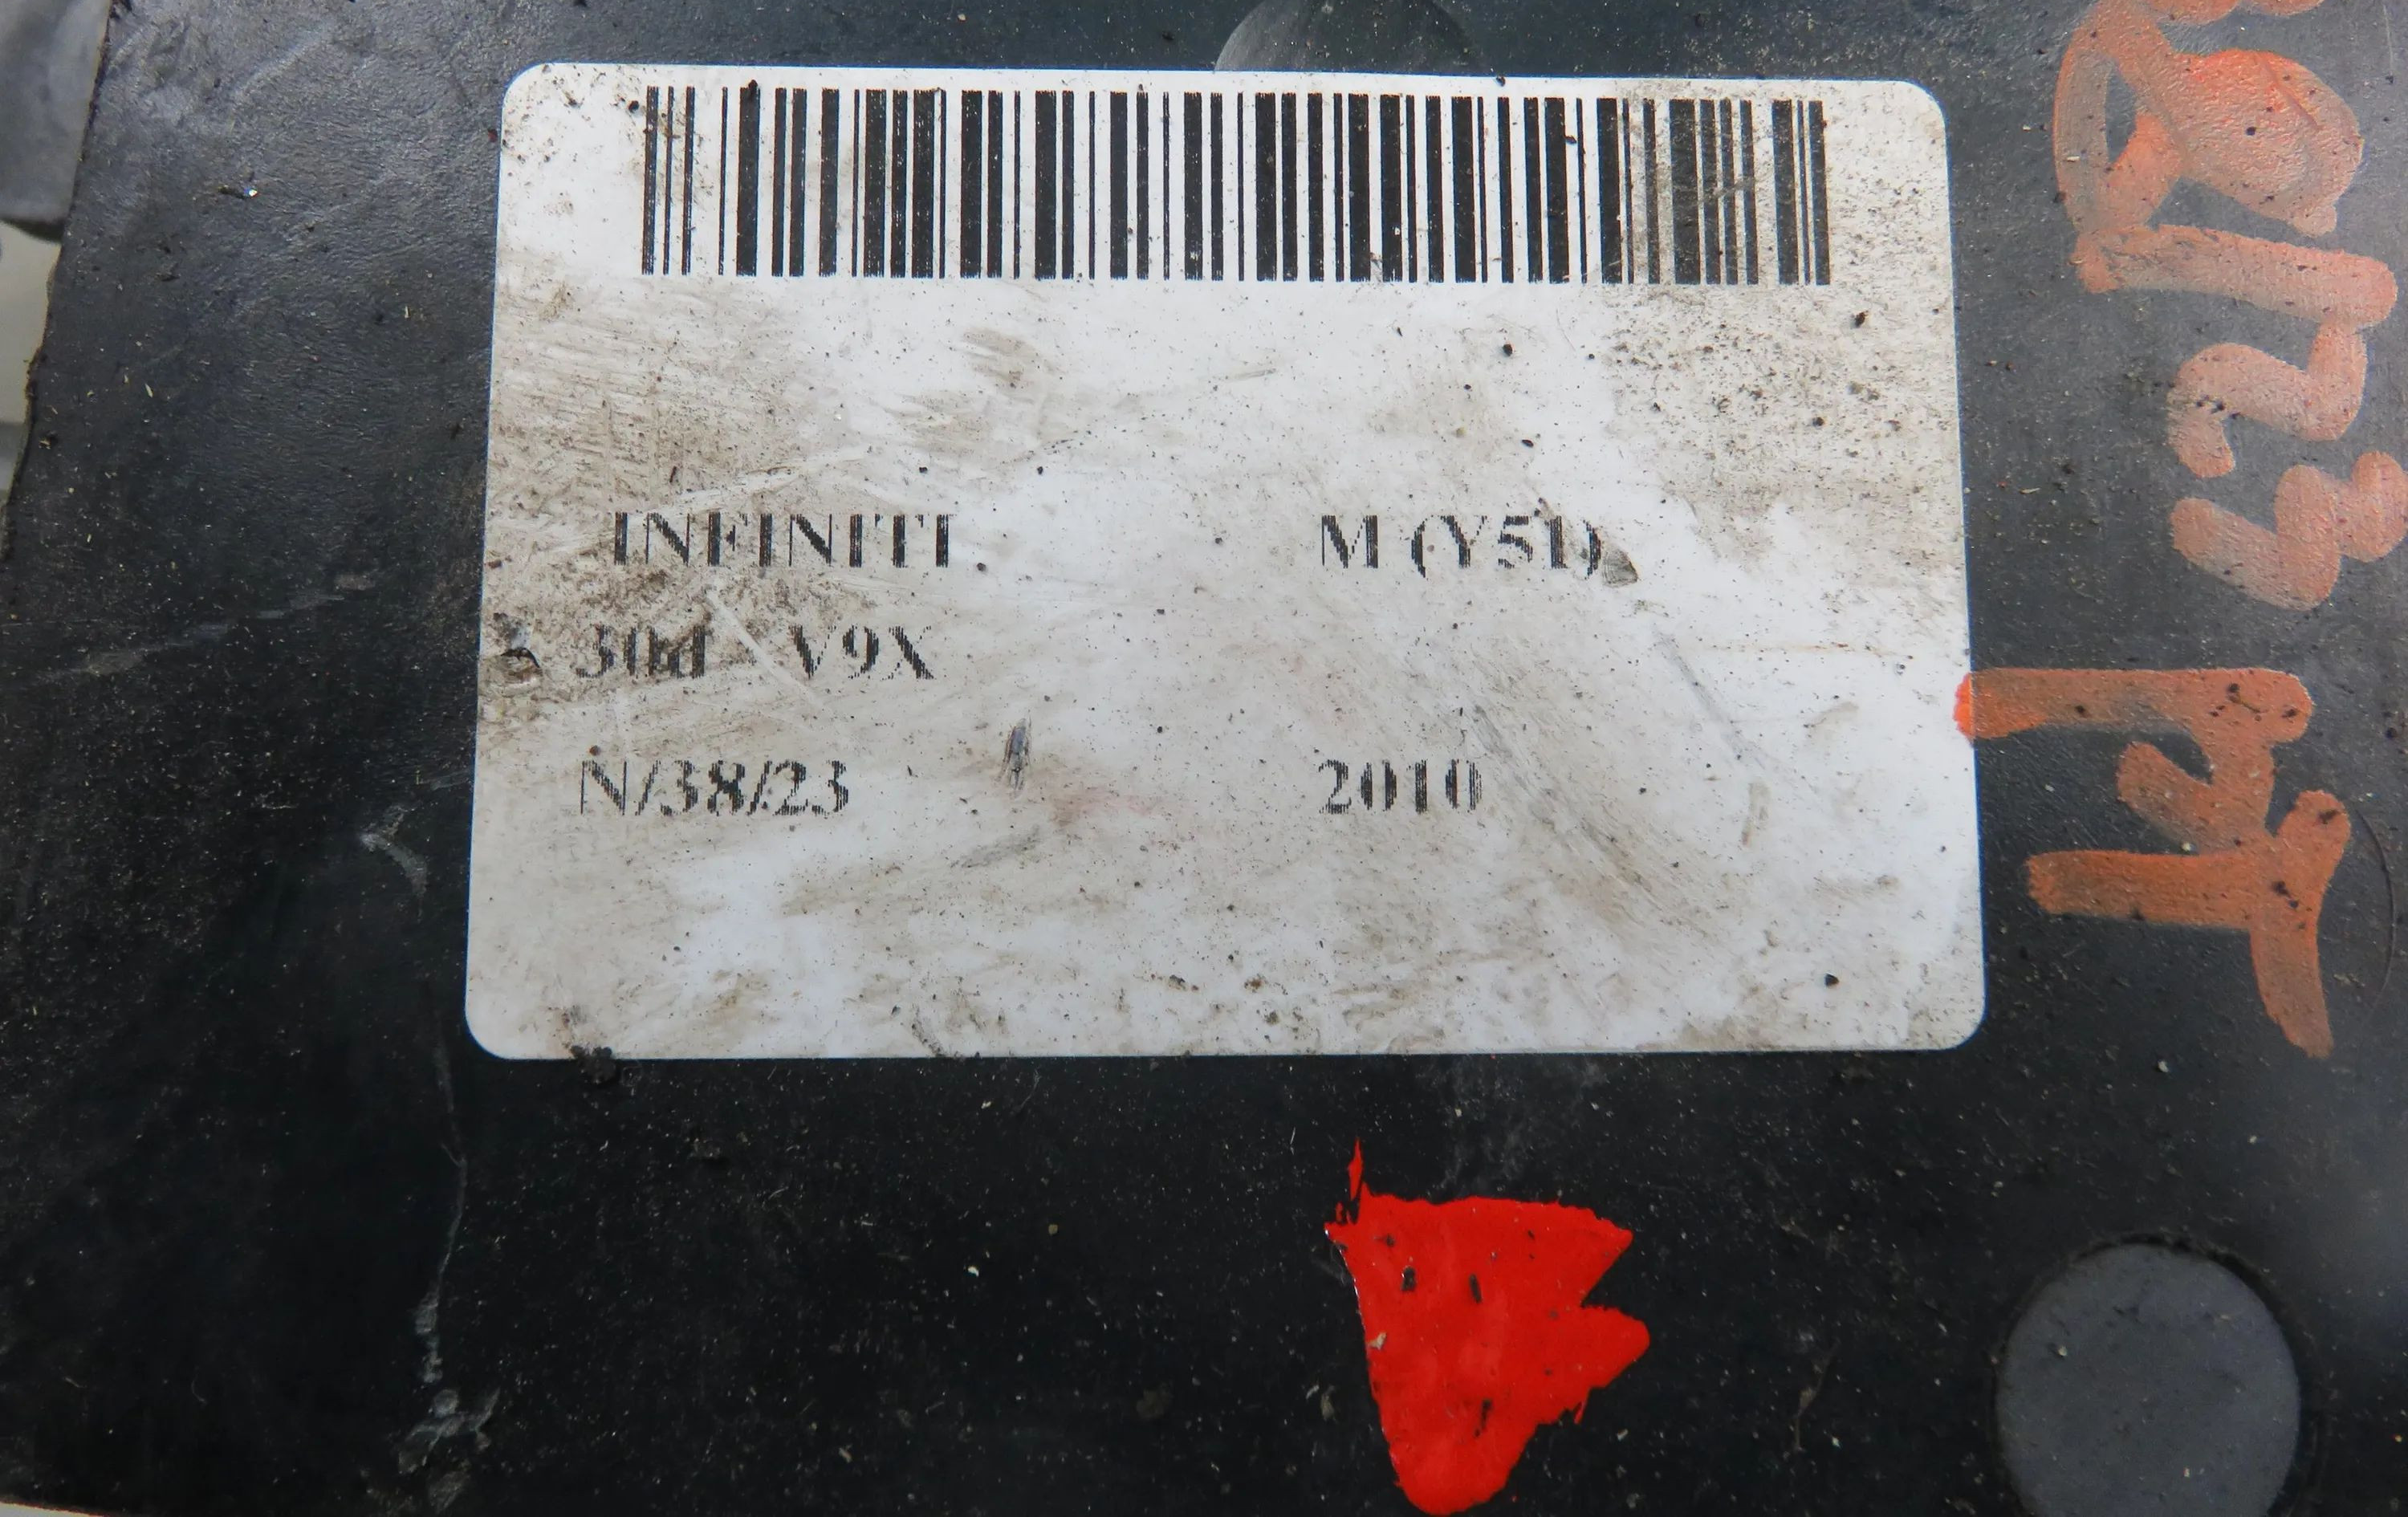 INFINITI M (Y51)
30d V9X
N/38/23 2010